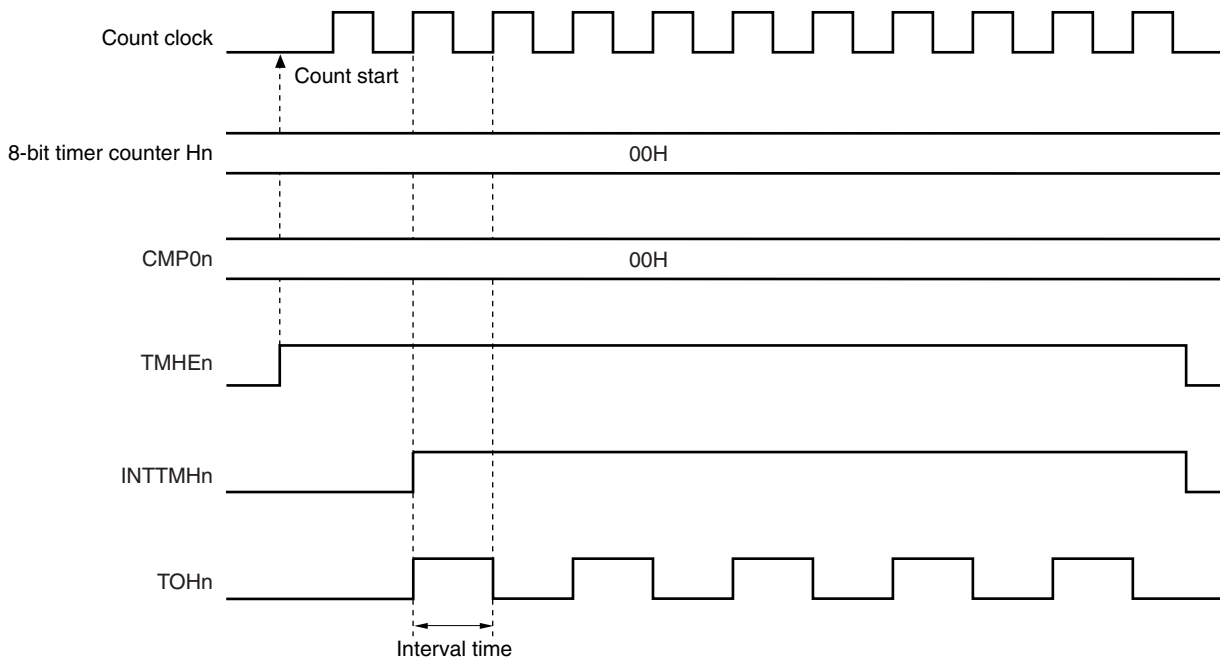 Count clock
Count start
8-bit timer counter Hn
00H
CMP0n
00H
TMHEn
INTTMHn
TOHn
Interval time